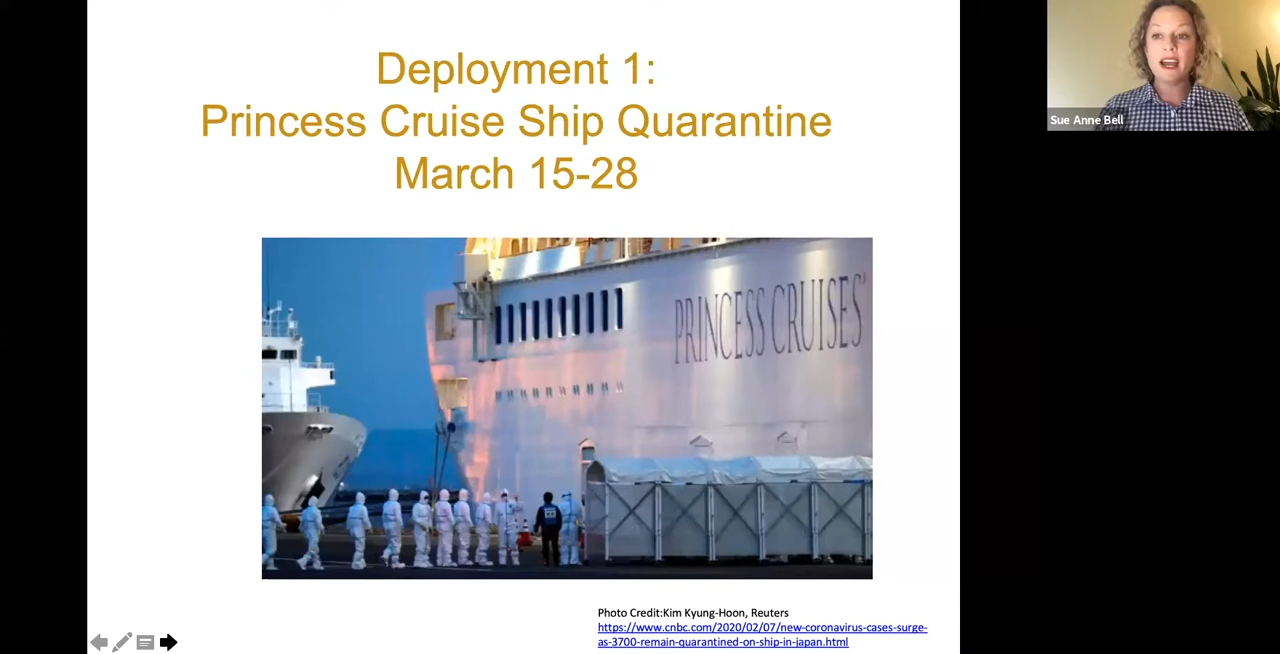 Deployment 1:
Princess Cruise Ship Quarantine
March 15-28
Sue Anne Bell
PRINCESS CRUISES
Photo Credit:Kim Kyung-Hoon, Reuters
https://www.cnbc.com/2020/02/07/new-coronavirus-cases-surge-
as-3700-remain-quarantined-on-ship-in-japan.html